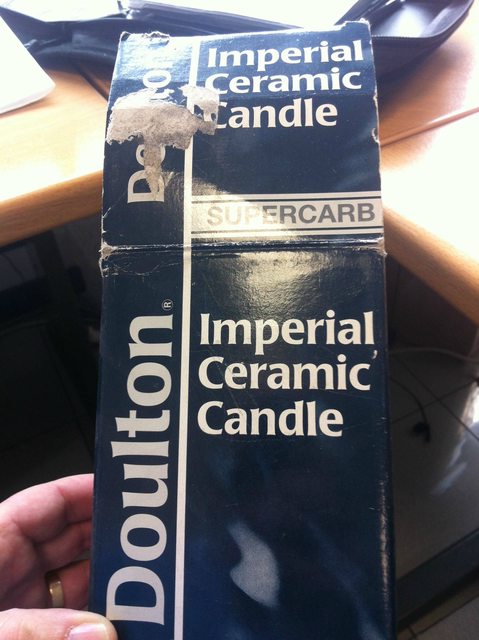 Imperial
Ceramic
Candle
SUPERCARB
Doulton®
Imperial
Ceramic
Candle